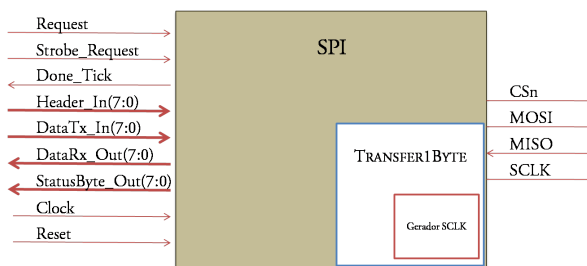 Request
SPI
Strobe_Request
Done_Tick
Header_In(7:0)
DataTx_In(7:0)
DataRx_Out(7:0)
StatusByte_Out(7:0)
Clock
Reset
CSn
MOSI
MISO
SCLK
TRANSFER1BYTE
Gerador SCLK